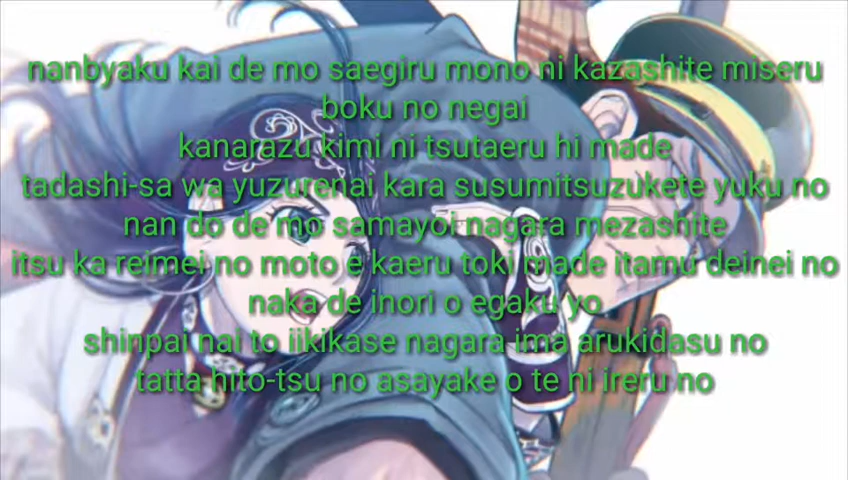 nanbyaku kai de mo saegiru mono ni kazashite miseru
boku no negai
kanarazu kimi ni tsutaeru hi made
tadashi-sa wa yuzurenai kara susumitsuzukete yuku no
nan do de mo samayoi nagara mezashite
itsu ka reimei no moto e kaeru toki made itamu deinei no
naka de inori o egaku yo
shinpai nai to iikikase nagara ima arukidasu no
tatta hito-tsu no asayake o te ni ireru no